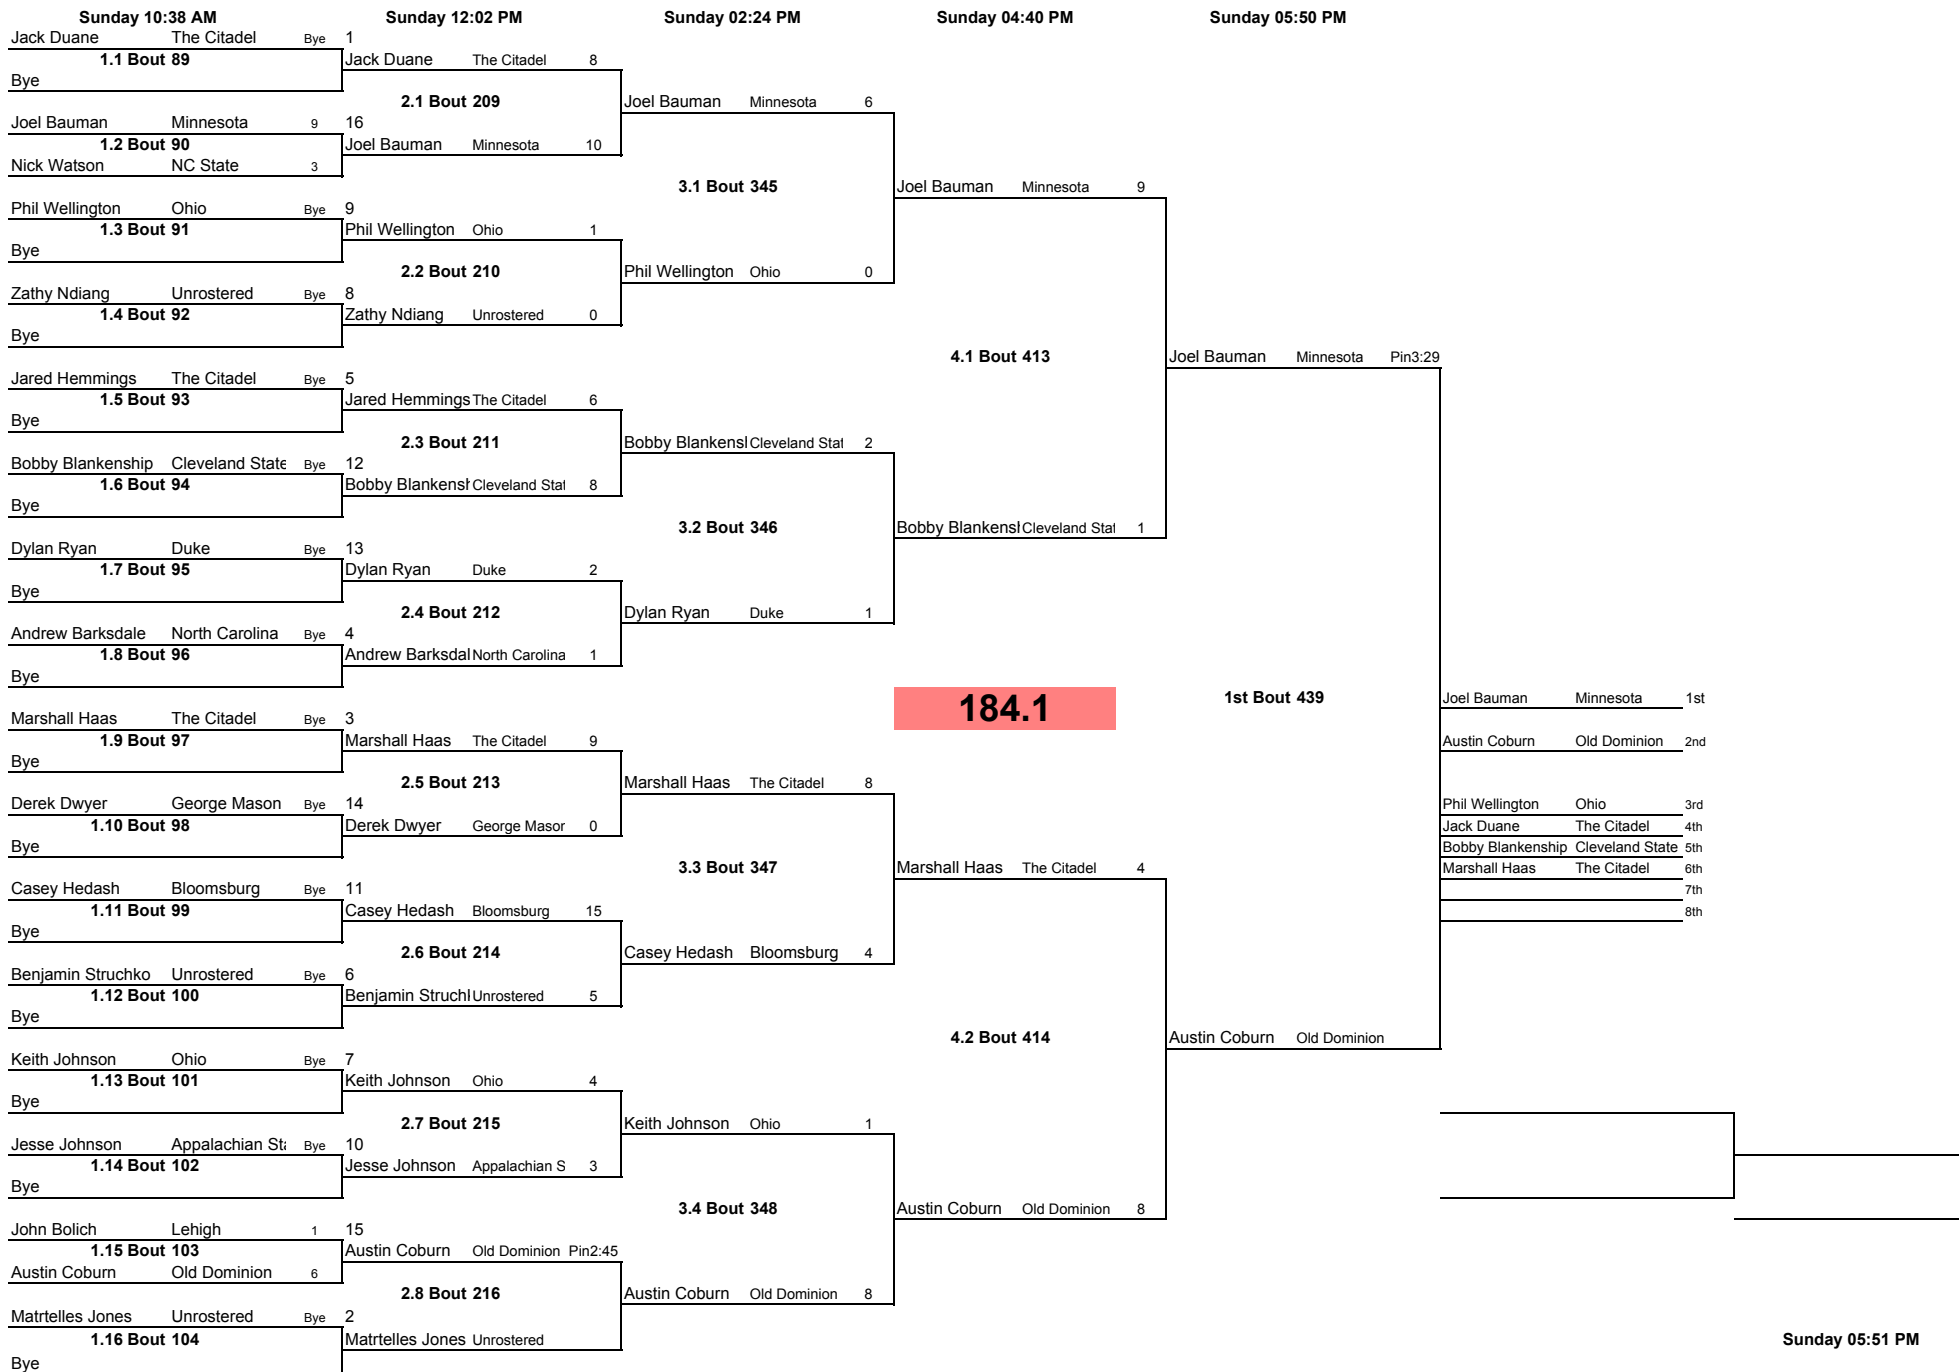 Sunday 10:38 AM Sunday 12:02 PM Sunday 02:24 PM Sunday 04:40 PM Sunday 05:50 PM
Jack Duane The Citadel Bye 1
1.1 Bout 89 Jack Duane The Citadel 8
Bye
2.1 Bout 209 Joel Bauman Minnesota 6
Joel Bauman Minnesota 9 16
1.2 Bout 90 Joel Bauman Minnesota 10
Nick Watson NC State 3
3.1 Bout 345 Joel Bauman Minnesota 9
Phil Wellington Ohio Bye 9
1.3 Bout 91 Phil Wellington Ohio 1
Bye
2.2 Bout 210 Phil Wellington Ohio 0
Zathy Ndiang Unrostered Bye 8
1.4 Bout 92 Zathy Ndiang Unrostered 0
Bye
4.1 Bout 413 Joel Bauman Minnesota Pin3:29
Jared Hemmings The Citadel Bye 5
1.5 Bout 93 Jared Hemmings The Citadel 6
Bye
2.3 Bout 211 Bobby Blankensl Cleveland Stat 2
Bobby Blankenship Cleveland State Bye 12
1.6 Bout 94 Bobby Blankensh Cleveland Stat 8
Bye
3.2 Bout 346 Bobby Blankensl Cleveland Stat 1
Dylan Ryan Duke Bye 13
1.7 Bout 95 Dylan Ryan Duke 2
Bye
2.4 Bout 212 Dylan Ryan Duke 1
Andrew Barksdale North Carolina Bye 4
1.8 Bout 96 Andrew Barksdal North Carolina 1
Bye
184.1 1st Bout 439 Joel Bauman Minnesota 1st
Marshall Haas The Citadel Bye 3
1.9 Bout 97 Marshall Haas The Citadel 9 Austin Coburn Old Dominion 2nd
Bye
2.5 Bout 213 Marshall Haas The Citadel 8
Derek Dwyer George Mason Bye 14 Phil Wellington Ohio 3rd
1.10 Bout 98 Derek Dwyer George Mason 0 Jack Duane The Citadel 4th
Bye Bobby Blankenship Cleveland State 5th
3.3 Bout 347 Marshall Haas The Citadel 4 Marshall Haas The Citadel 6th
Casey Hedash Bloomsburg Bye 11 7th
1.11 Bout 99 Casey Hedash Bloomsburg 15 8th
Bye
2.6 Bout 214 Casey Hedash Bloomsburg 4
Benjamin Struchko Unrostered Bye 6
1.12 Bout 100 Benjamin Struchl Unrostered 5
Bye
4.2 Bout 414 Austin Coburn Old Dominion
Keith Johnson Ohio Bye 7
1.13 Bout 101 Keith Johnson Ohio 4
Bye
2.7 Bout 215 Keith Johnson Ohio 1
Jesse Johnson Appalachian Sta Bye 10
1.14 Bout 102 Jesse Johnson Appalachian S 3
Bye
3.4 Bout 348 Austin Coburn Old Dominion 8
John Bolich Lehigh 1 15
1.15 Bout 103 Austin Coburn Old Dominion Pin2:45
Austin Coburn Old Dominion 6
2.8 Bout 216 Austin Coburn Old Dominion 8
Matrtelles Jones Unrostered Bye 2
1.16 Bout 104 Matrtelles Jones Unrostered Sunday 05:51 PM
Bye